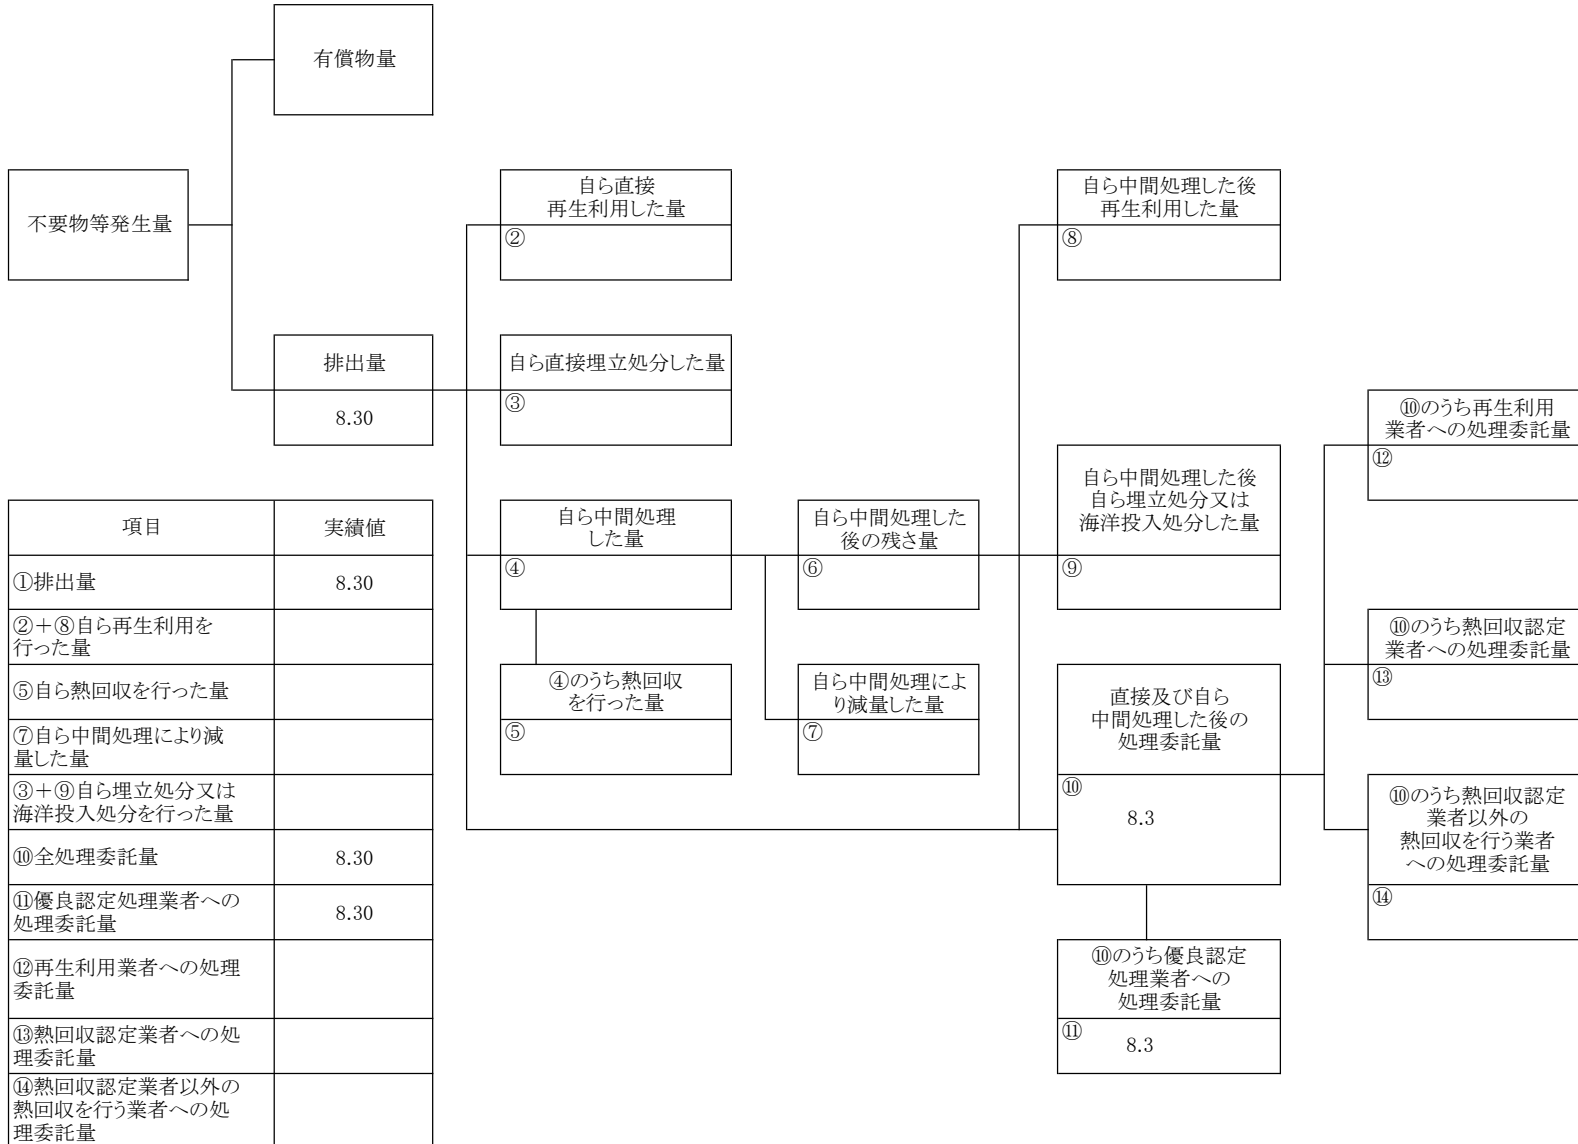 有償物量
不要物等発生量
自ら直接
再生利用した量
②
自ら中間処理した後
再生利用した量
⑧
排出量
8.30
自ら直接埋立処分した量
③
⑩のうち再生利用
業者への処理委託量
⑫
自ら中間処理した後
自ら埋立処分又は
海洋投入処分した量
⑨
自ら中間処理
した量
④
自ら中間処理した
後の残さ量
⑥
④のうち熱回収
を行った量
⑤
自ら中間処理によ
り減量した量
⑦
直接及び自ら
中間処理した後の
処理委託量
⑩
8.3
⑩のうち熱回収認定
業者への処理委託量
⑬
⑩のうち熱回収認定
業者以外の
熱回収を行う業者
への処理委託量
⑭
⑩のうち優良認定
処理業者への
処理委託量
⑪
8.3
項目 実績値
①排出量 8.30
②+⑧自ら再生利用を
行った量
⑤自ら熱回収を行った量
⑦自ら中間処理により減
量した量
③+⑨自ら埋立処分又は
海洋投入処分を行った量
⑩全処理委託量 8.30
⑪優良認定処理業者への
処理委託量 8.30
⑫再生利用業者への処理
委託量
⑬熱回収認定業者への処
理委託量
⑭熱回収認定業者以外の
熱回収を行う業者への処
理委託量